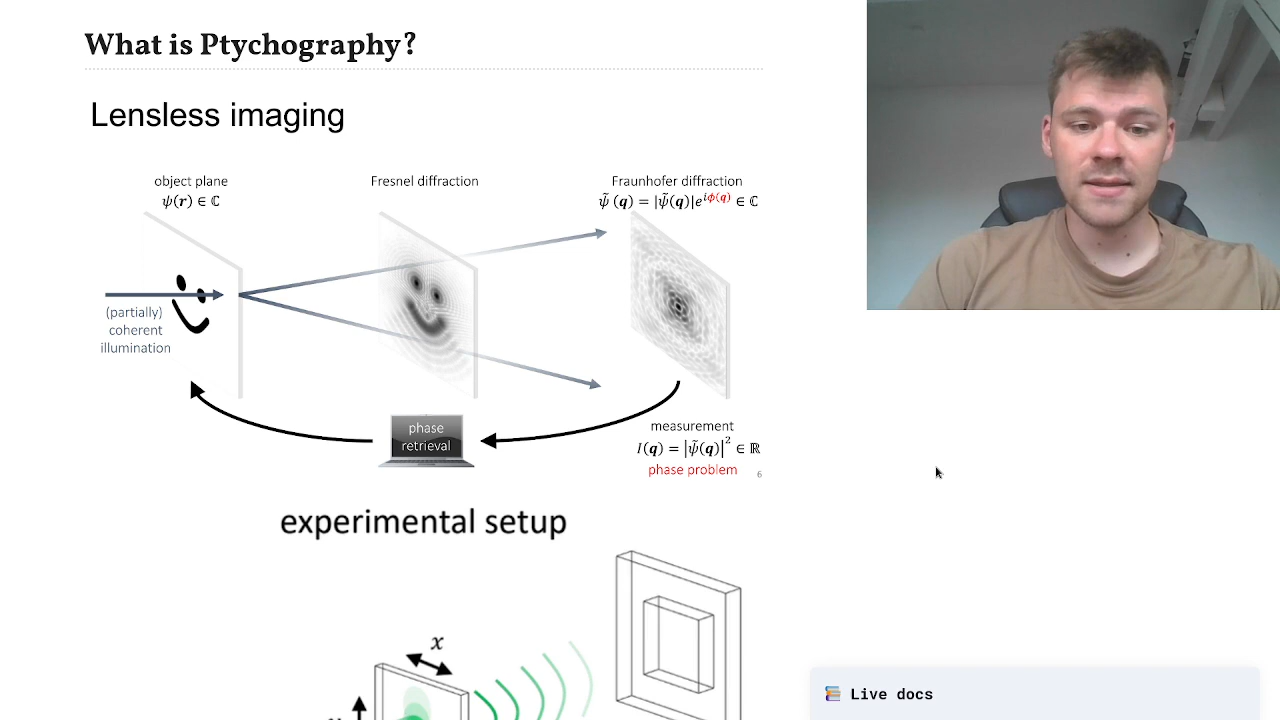 What is Ptychography?
Lensless imaging
object plane
ψ(r) ∈ ℂ
Fresnel diffraction
Fraunhofer diffraction
ψ̃ (q) = |ψ̃(q)|e^{iϕ(q)} ∈ ℂ
(partially)
coherent
illumination
phase
retrieval
measurement
I(q) = |ψ̃(q)|² ∈ ℝ
phase problem
6
experimental setup
x
Live docs